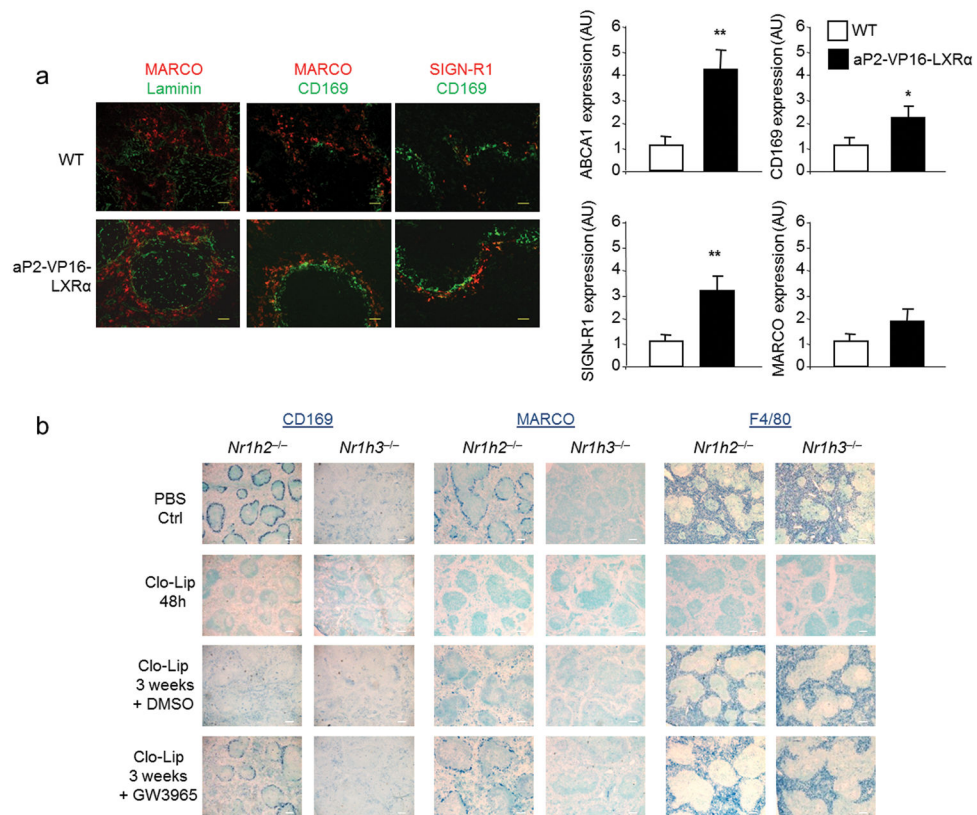 a
MARCO
Laminin
MARCO
CD169
SIGN-R1
CD169
WT
aP2-VP16-
LXRα
ABCA1 expression (AU)
6
5
4
3
2
1
0
**
CD169 expression (AU)
6
5
4
3
2
1
0
*
WT
aP2-VP16-LXRα
SIGN-R1 expression (AU)
6
5
4
3
2
1
0
**
MARCO expression (AU)
6
5
4
3
2
1
0
b
CD169
MARCO
F4/80
Nr1h2–/–
Nr1h3–/–
Nr1h2–/–
Nr1h3–/–
Nr1h2–/–
Nr1h3–/–
PBS
Ctrl
Clo-Lip
48h
Clo-Lip
3 weeks
+ DMSO
Clo-Lip
3 weeks
+ GW3965